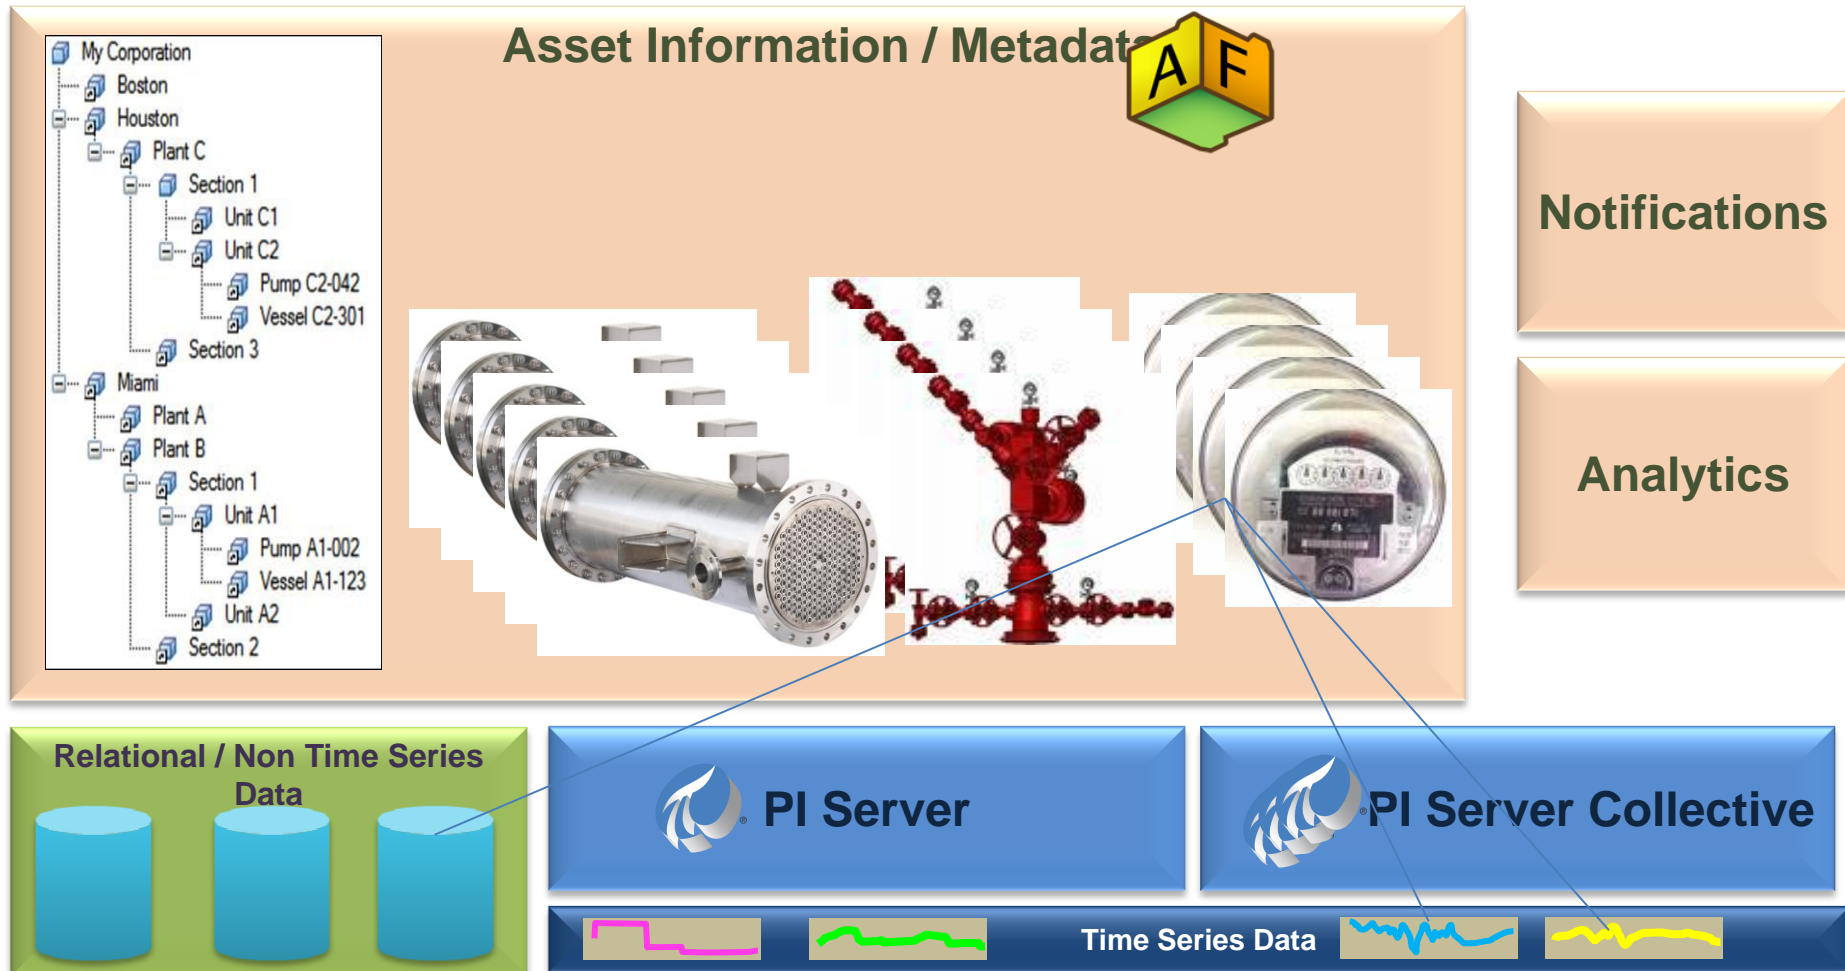 Asset Information / Metadata
A F
My Corporation
Boston
Houston
Plant C
Section 1
Unit C1
Unit C2
Pump C2-042
Vessel C2-301
Section 3
Miami
Plant A
Plant B
Section 1
Unit A1
Pump A1-002
Vessel A1-123
Unit A2
Section 2
Notifications
Analytics
Relational / Non Time Series
Data
® PI Server
® PI Server Collective
Time Series Data